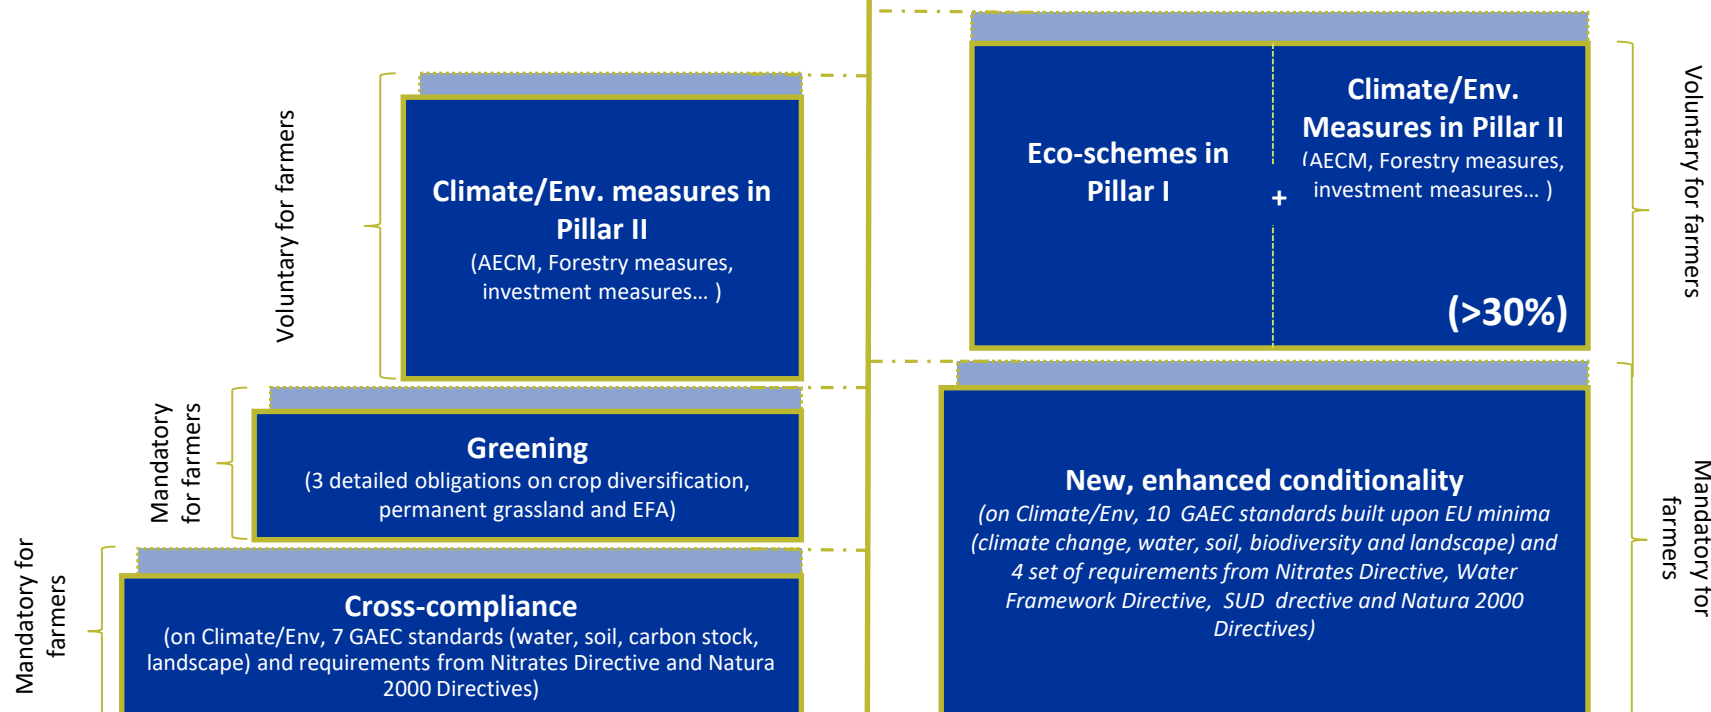 Voluntary for farmers
Climate/Env. measures in
Pillar II
(AECM, Forestry measures,
investment measures... )
Mandatory
for farmers
Greening
(3 detailed obligations on crop diversification,
permanent grassland and EFA)
Mandatory for
farmers
Cross-compliance
(on Climate/Env, 7 GAEC standards (water, soil, carbon stock,
landscape) and requirements from Nitrates Directive and Natura
2000 Directives)
Eco-schemes in
Pillar I
+
Climate/Env.
Measures in Pillar II
(AECM, Forestry measures,
investment measures... )
(>30%)
Voluntary for farmers
New, enhanced conditionality
(on Climate/Env, 10 GAEC standards built upon EU minima
(climate change, water, soil, biodiversity and landscape) and
4 set of requirements from Nitrates Directive, Water
Framework Directive, SUD drective and Natura 2000
Directives)
Mandatory for
farmers